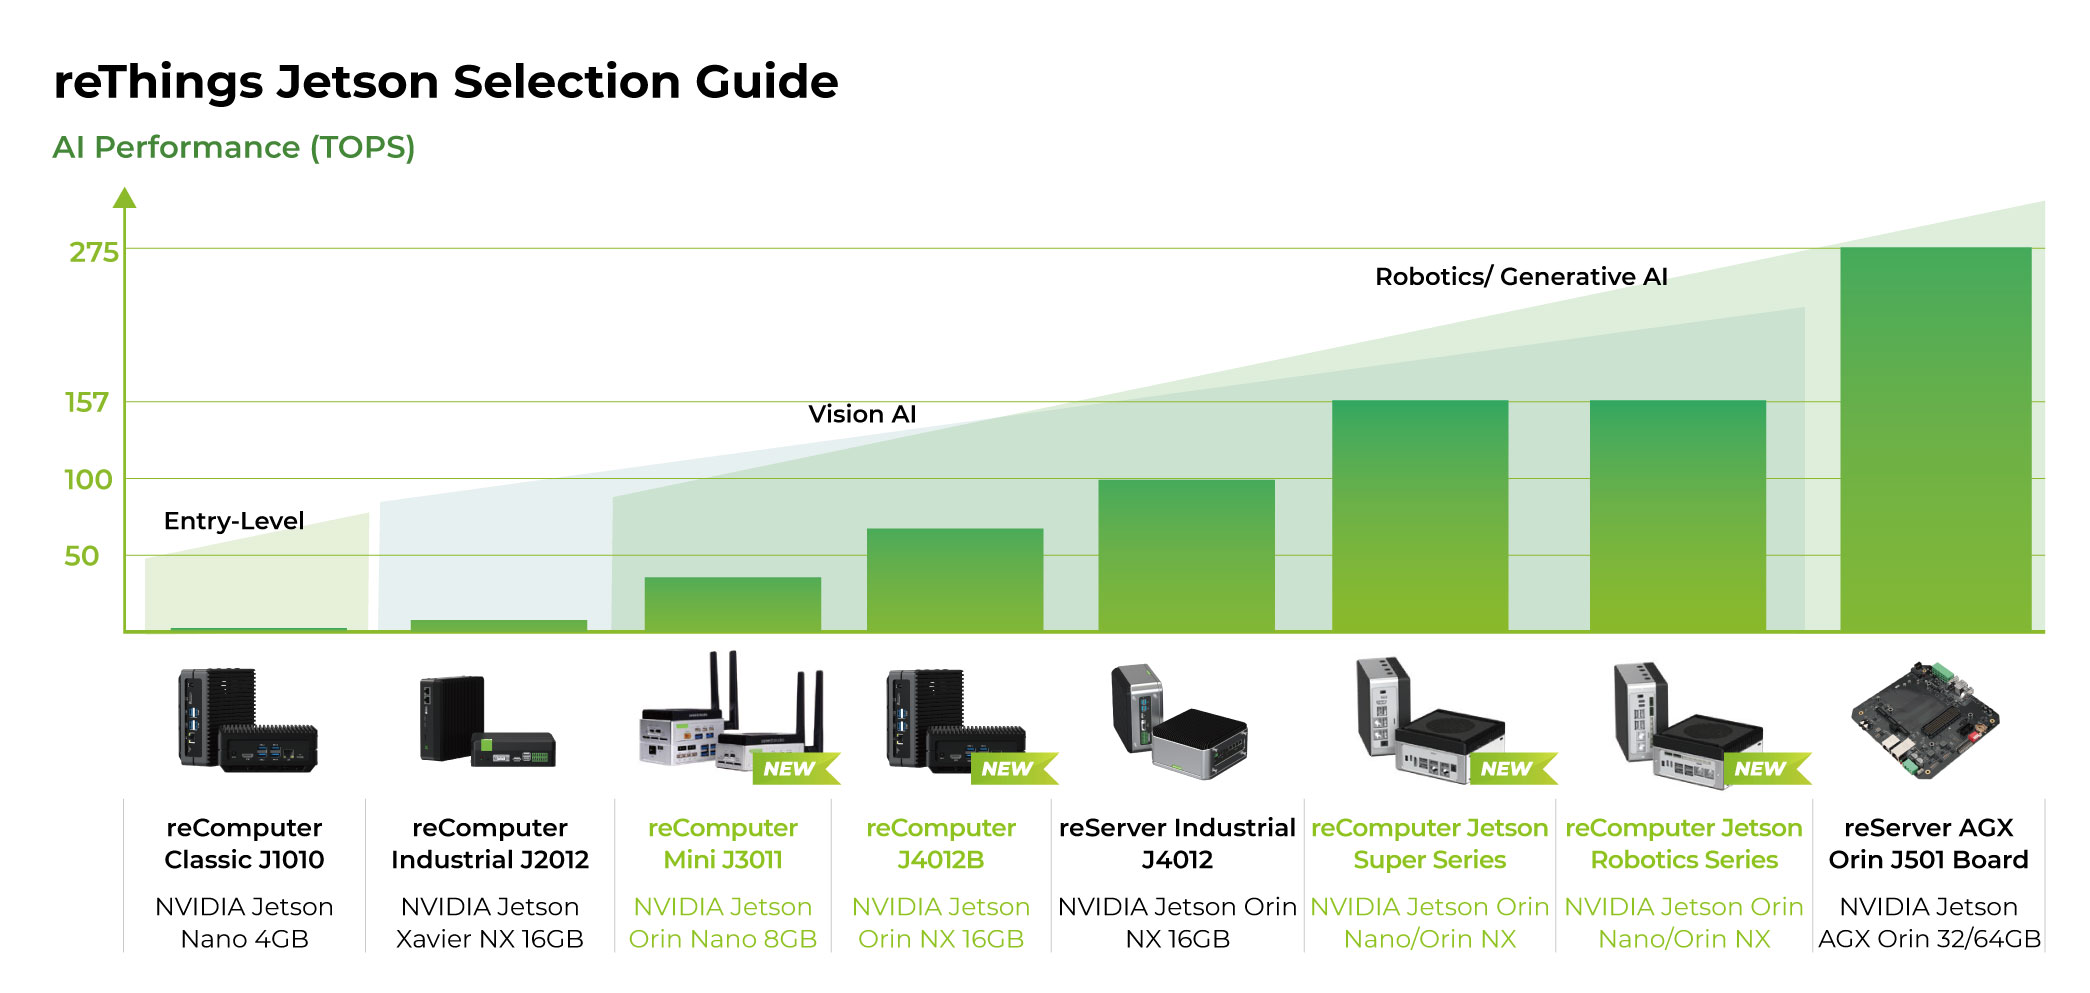 reThings Jetson Selection Guide
AI Performance (TOPS)
275
157
100
50
Entry-Level
Vision AI
Robotics/ Generative AI
NEW
NEW
NEW
NEW
reComputer
Classic J1010
NVIDIA Jetson
Nano 4GB
reComputer
Industrial J2012
NVIDIA Jetson
Xavier NX 16GB
reComputer
Mini J3011
NVIDIA Jetson
Orin Nano 8GB
reComputer
J4012B
NVIDIA Jetson
Orin NX 16GB
reServer Industrial
J4012
NVIDIA Jetson Orin
NX 16GB
reComputer Jetson
Super Series
NVIDIA Jetson Orin
Nano/Orin NX
reComputer Jetson
Robotics Series
NVIDIA Jetson Orin
Nano/Orin NX
reServer AGX
Orin J501 Board
NVIDIA Jetson
AGX Orin 32/64GB